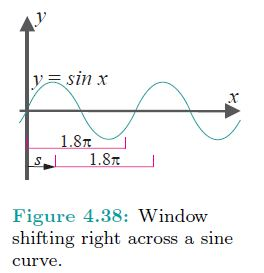 y
y = sin x
x
1.8π
s
1.8π
Figure 4.38: Window
shifting right across a sine
curve.